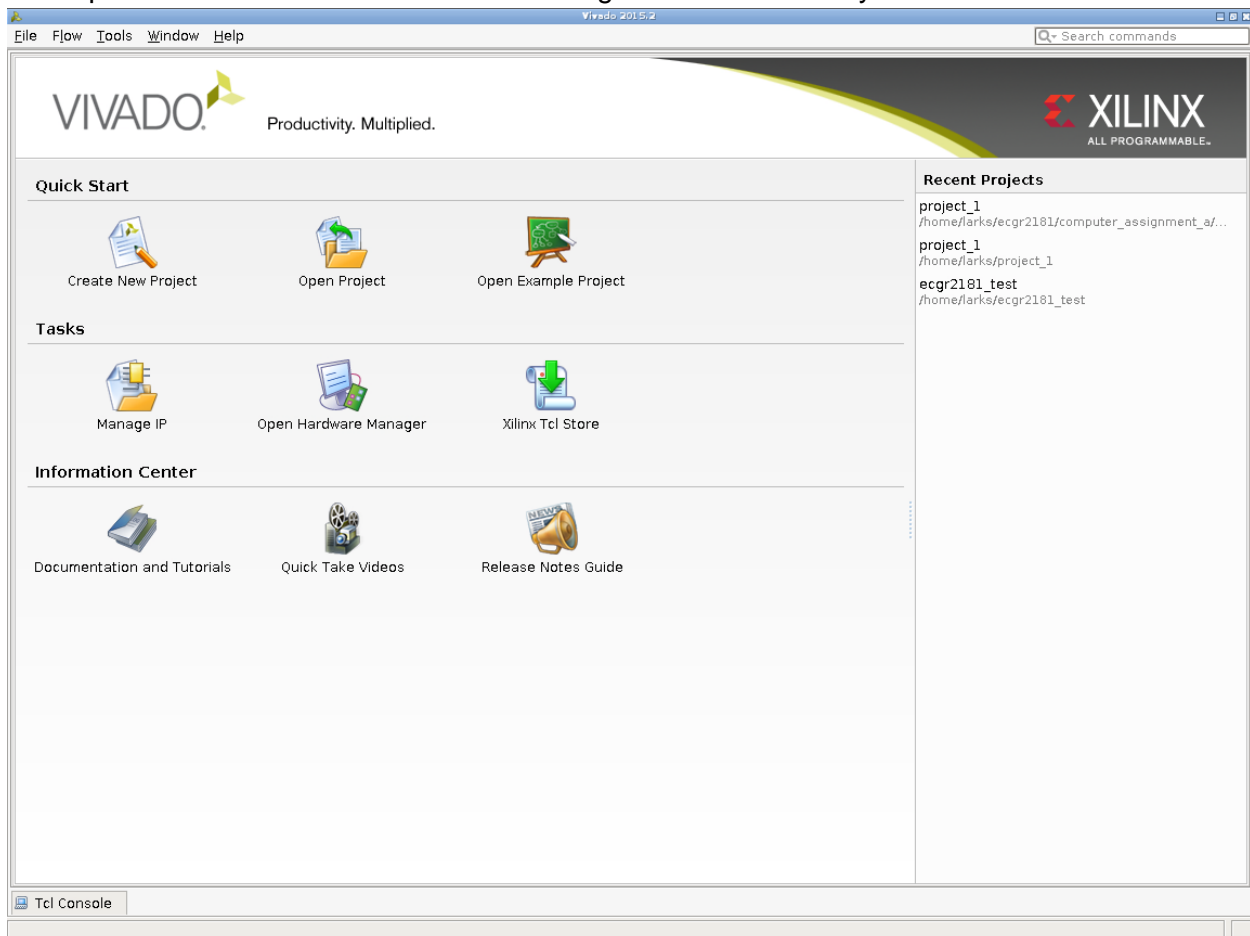 Vivado 2015.2
File Flow Tools Window Help
Search commands
VIVADO.
Productivity. Multiplied.
XILINX
ALL PROGRAMMABLE.
Quick Start
Create New Project
Open Project
Open Example Project
Tasks
Manage IP
Open Hardware Manager
Xilinx Tcl Store
Information Center
Documentation and Tutorials
Quick Take Videos
NEWS
Release Notes Guide
Recent Projects
project_1
/home/larks/ecgr2181/computer_assignment_a/...
project_1
/home/larks/project_1
ecgr2181_test
/home/larks/ecgr2181_test
Tcl Console